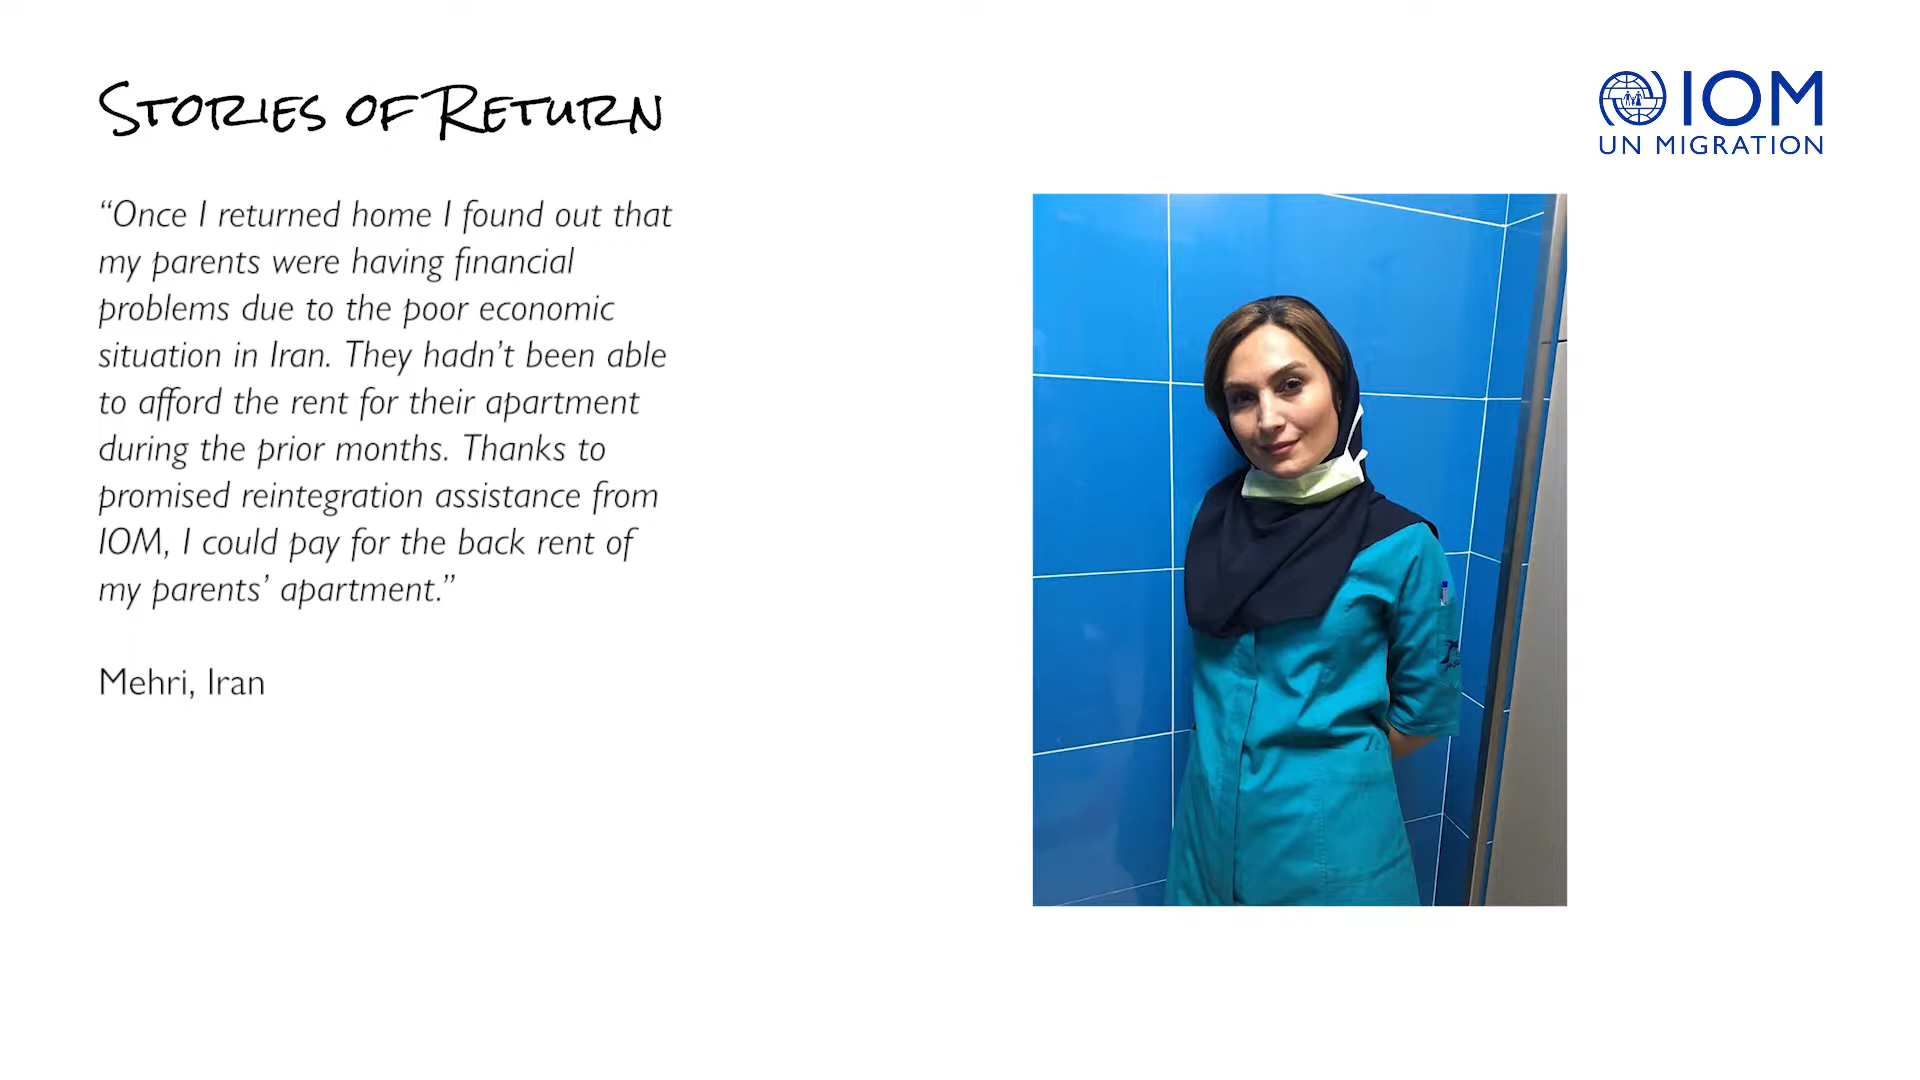 Stories of Return
IOM
UN MIGRATION
“Once I returned home I found out that
my parents were having financial
problems due to the poor economic
situation in Iran. They hadn’t been able
to afford the rent for their apartment
during the prior months. Thanks to
promised reintegration assistance from
IOM, I could pay for the back rent of
my parents’ apartment.”
Mehri, Iran